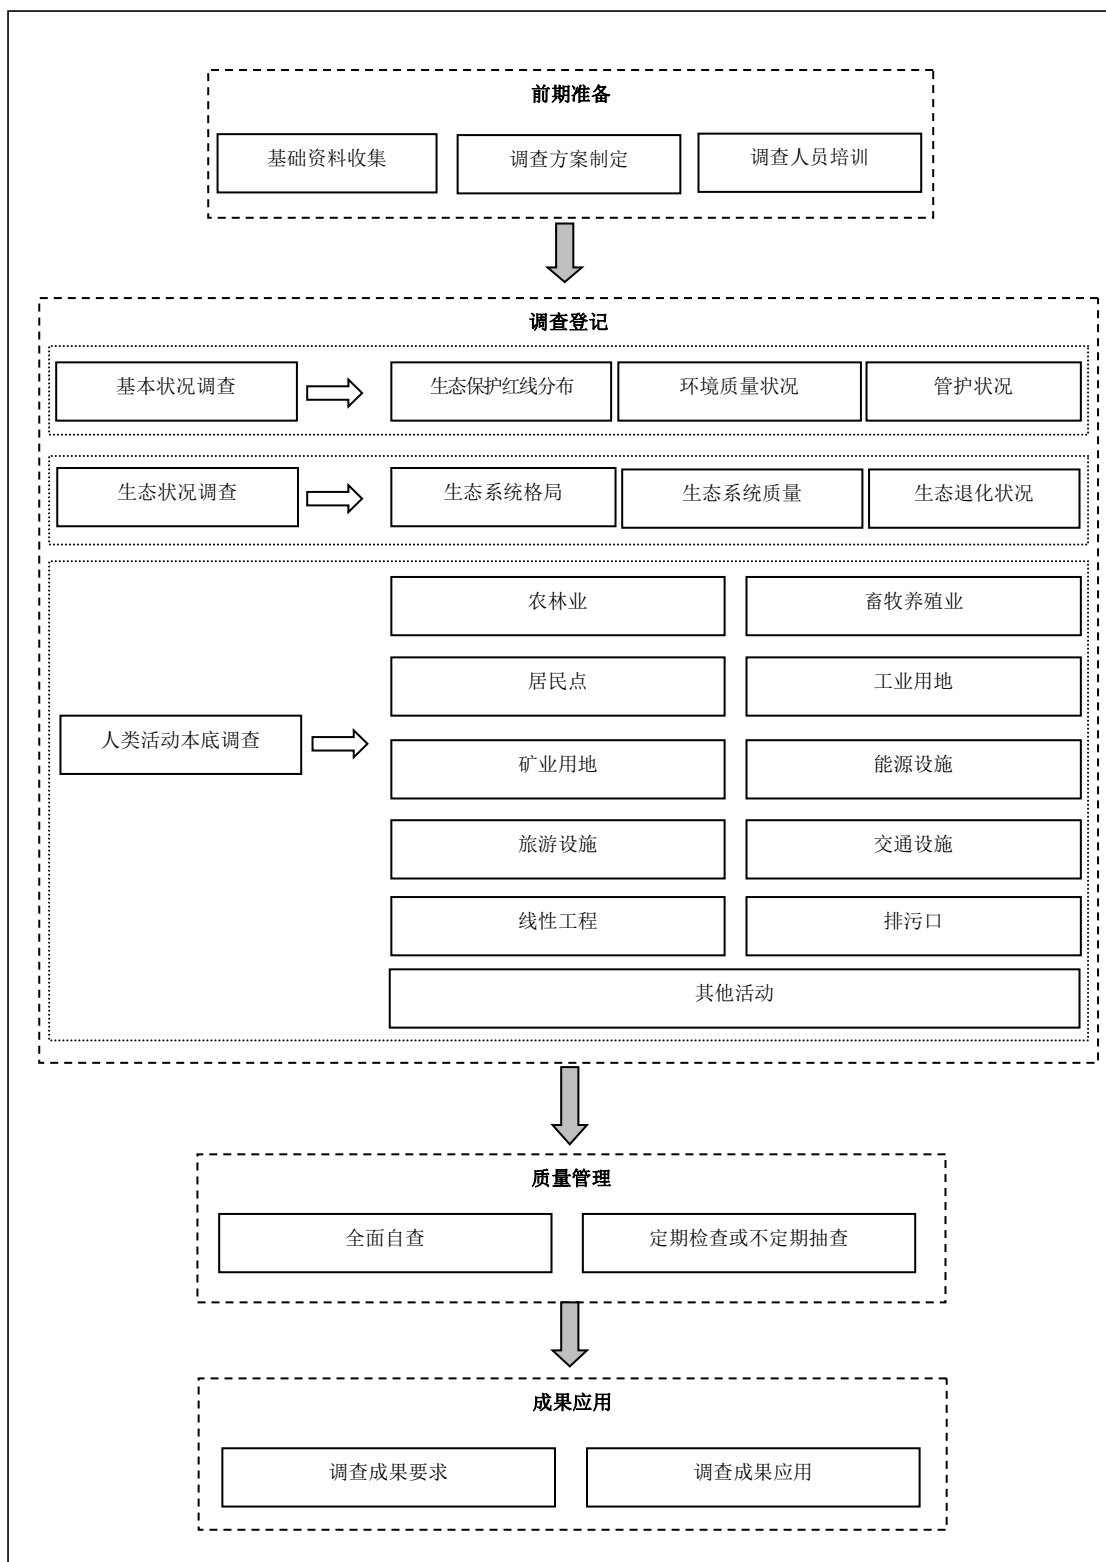 前期准备
基础资料收集
调查方案制定
调查人员培训
调查登记
基本状况调查
生态保护红线分布
环境质量状况
管护状况
生态状况调查
生态系统格局
生态系统质量
生态退化状况
人类活动本底调查
农林业
畜牧养殖业
居民点
工业用地
矿业用地
能源设施
旅游设施
交通设施
线性工程
排污口
其他活动
质量管理
全面自查
定期检查或不定期抽查
成果应用
调查成果要求
调查成果应用